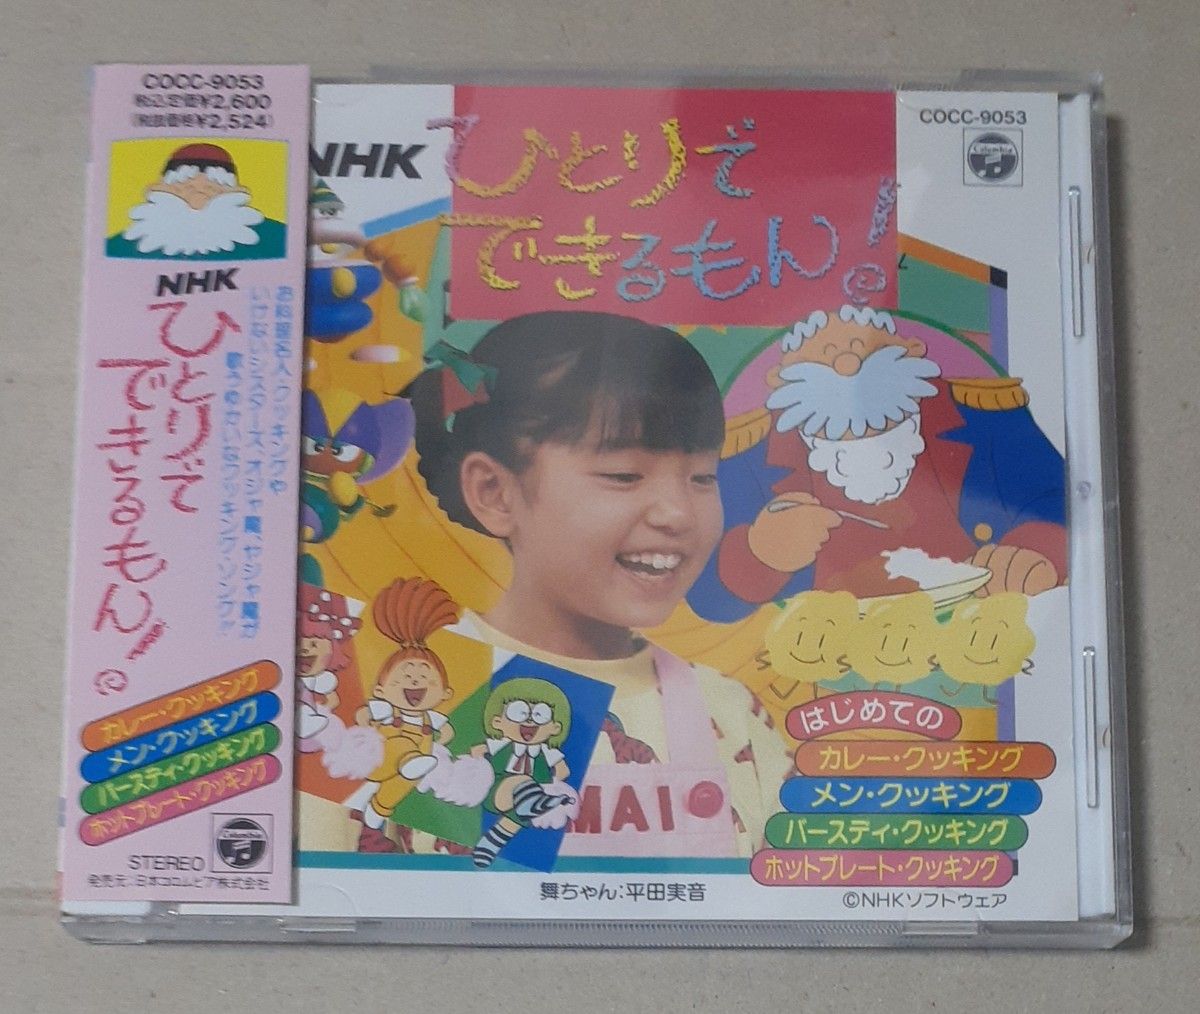 COCC-9053
税込定価¥2,600
(税抜価格¥2,524)
NHK
ひとりで
できるもん!
お料理名人、クッキングや
いけないシスターズ、オジャ魔、ヤジャ魔が
歌うゆかいなクッキング・ソング!!
カレー・クッキング
メン・クッキング
バースティ・クッキング
ホットプレート・クッキング
Columbia
STEREO
発売元:日本コロムビア株式会社
NHK
ひとりで
できるもん!
COCC-9053
Columbia
MAI
はじめての
カレー・クッキング
メン・クッキング
バースティ・クッキング
ホットプレート・クッキング
舞ちゃん:平田実音
©NHKソフトウェア